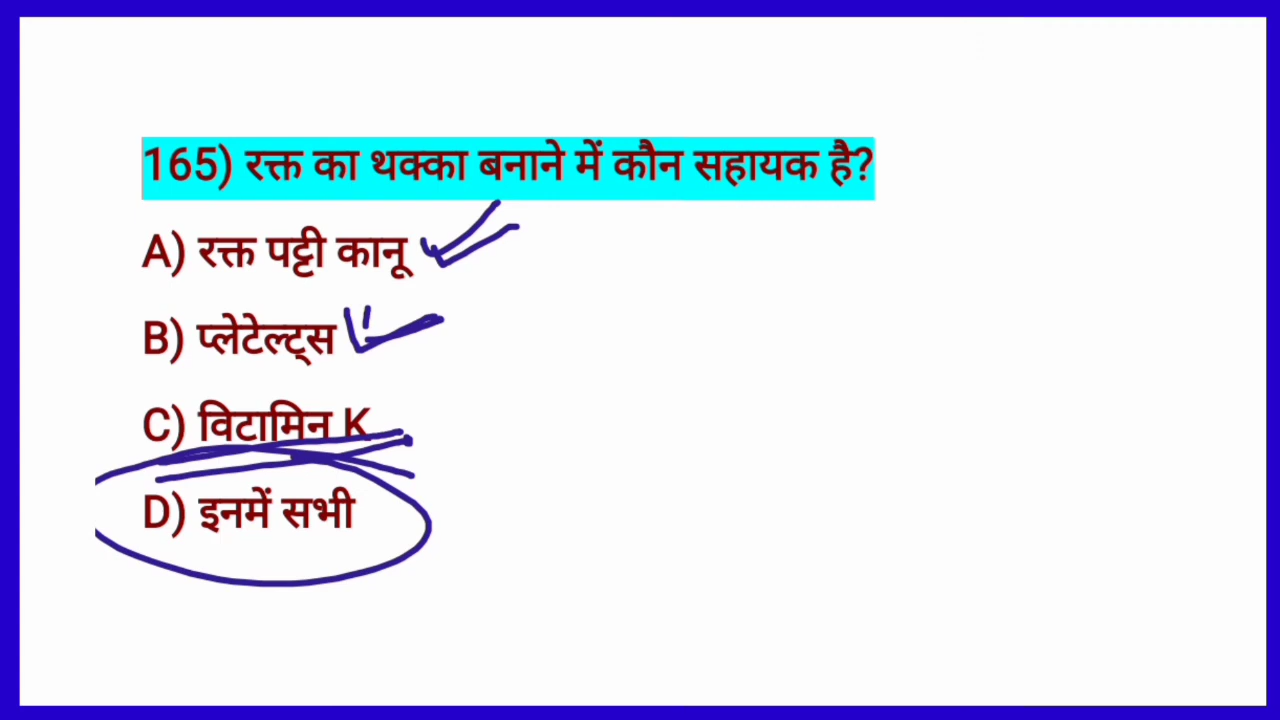 165) रक्त का थक्का बनाने में कौन सहायक है?
A) रक्त पट्टी कानू
B) प्लेटेल्ट्स
C) विटामिन K
D) इनमें सभी